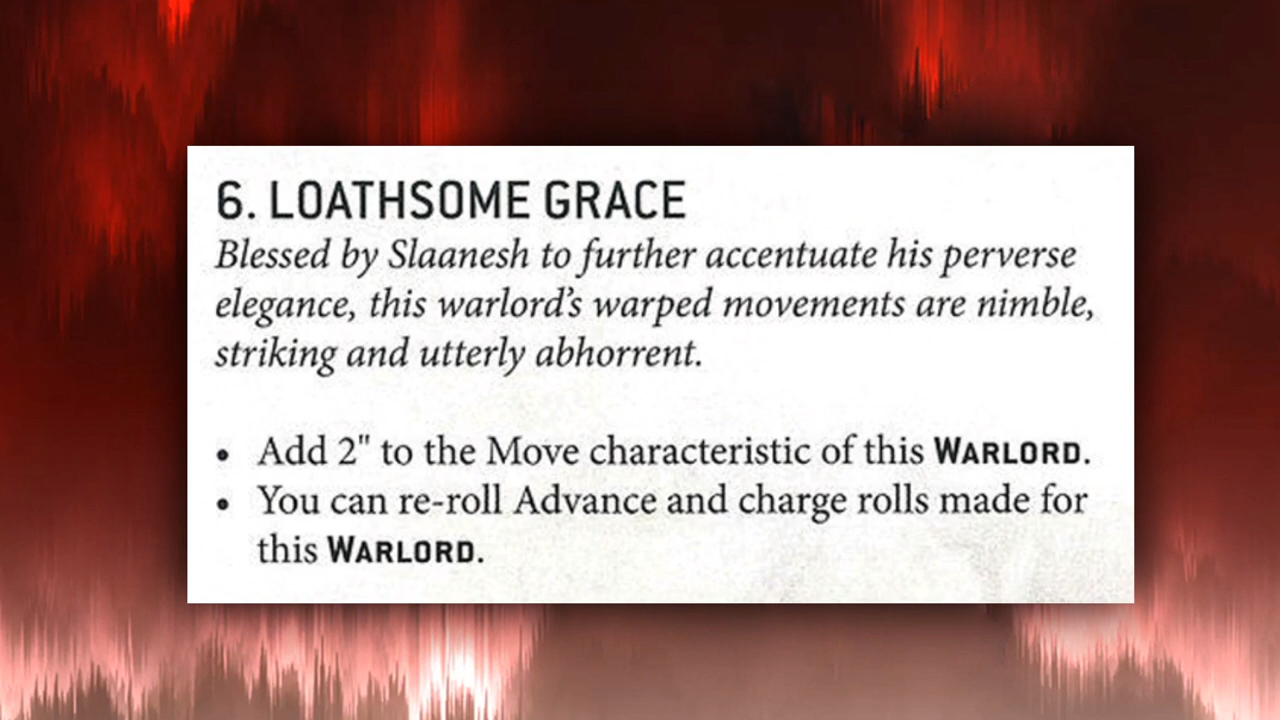 6. LOATHSOME GRACE
Blessed by Slaanesh to further accentuate his perverse
elegance, this warlord’s warped movements are nimble,
striking and utterly abhorrent.
• Add 2" to the Move characteristic of this WARLORD.
• You can re-roll Advance and charge rolls made for
this WARLORD.